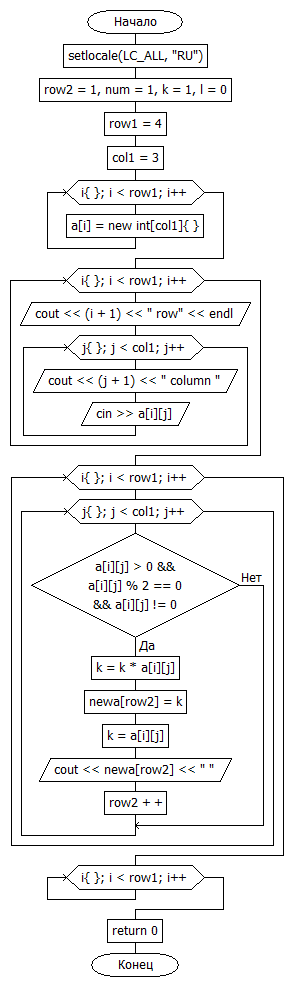 Начало
setlocale(LC_ALL, "RU")
row2 = 1, num = 1, k = 1, l = 0
row1 = 4
col1 = 3
i{ }; i < row1; i++
a[i] = new int[col1]{ }
i{ }; i < row1; i++
cout << (i + 1) << " row" << endl
j{ }; j < col1; j++
cout << (j + 1) << " column "
cin >> a[i][j]
i{ }; i < row1; i++
j{ }; j < col1; j++
a[i][j] > 0 &&
a[i][j] % 2 == 0
&& a[i][j] != 0
Нет
Да
k = k * a[i][j]
newa[row2] = k
k = a[i][j]
cout << newa[row2] << " "
row2 + +
i{ }; i < row1; i++
return 0
Конец